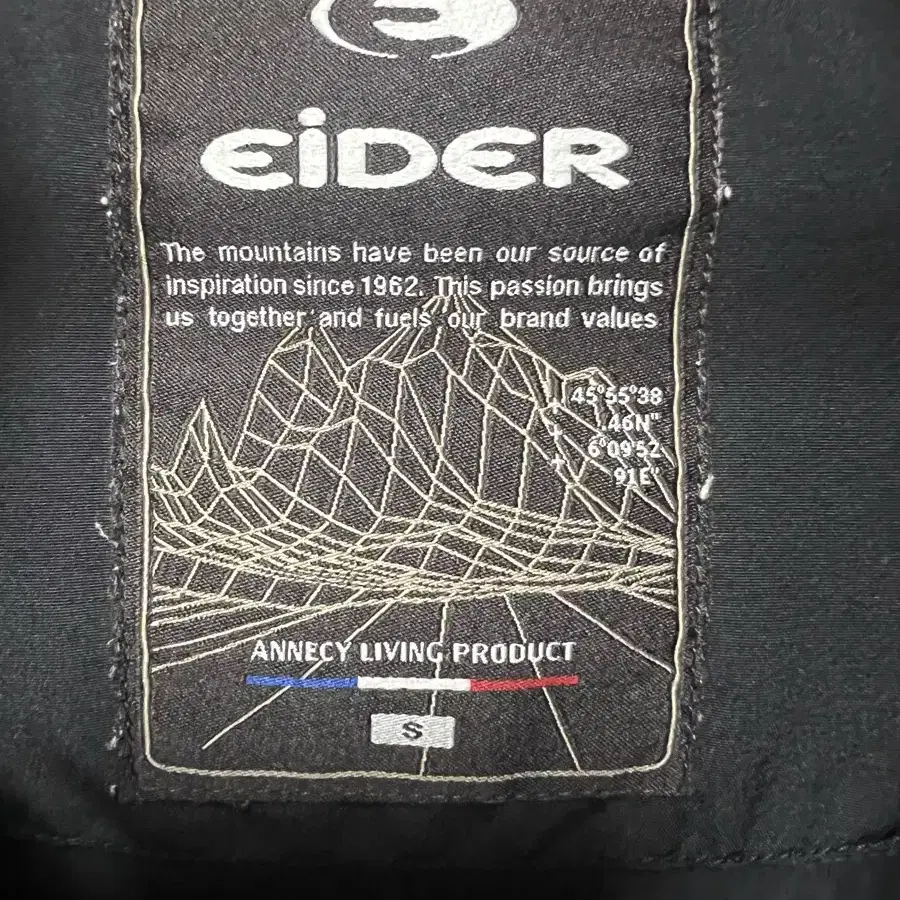 EiDER
The mountains have been our source of
inspiration since 1962. This passion brings
us together and fuels our brand values
45°55'38
.46N"
6°09'52
91E"
ANNECY LIVING PRODUCT
S